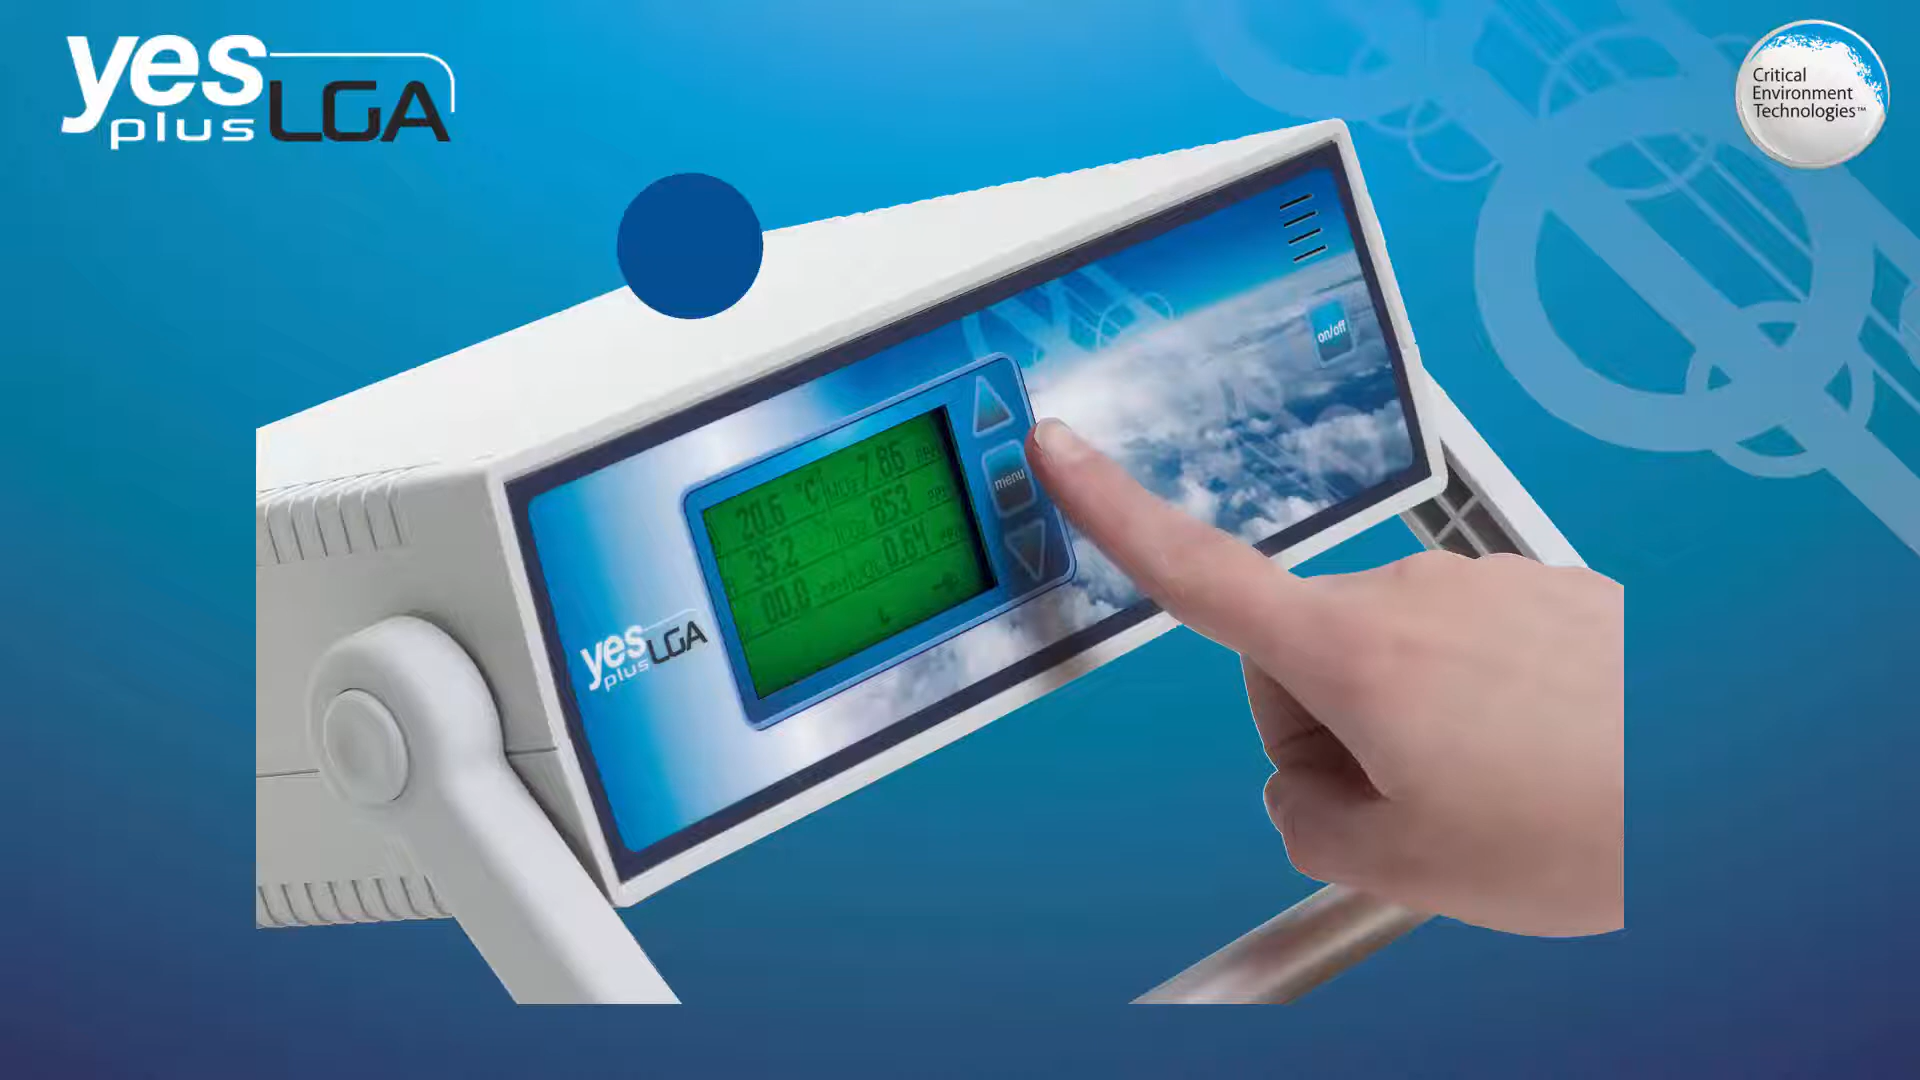 yes
plus LGA
Critical
Environment
Technologies™
on/off
menu
20.6 °C
7.86
35.2
853
00.0
0.64
yes
plus LGA